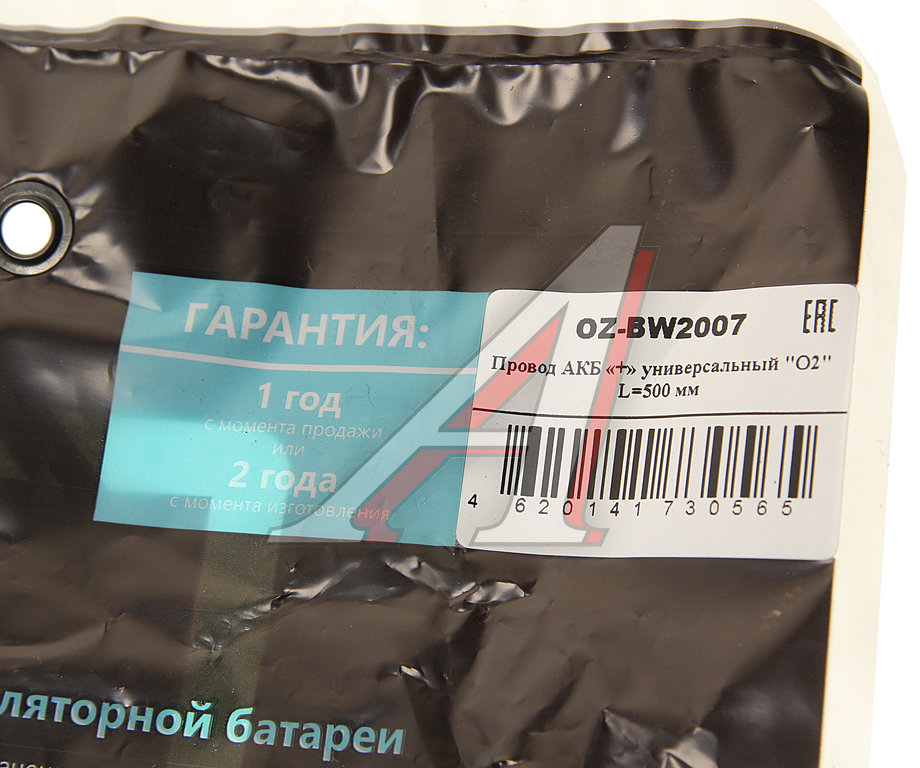 ГАРАНТИЯ:
1 год
с момента продажи
или
2 года
с момента изготовления
EAC
OZ-BW2007
Провод АКБ «+» универсальный "О2"
L=500 мм
4 620141 730565
ляторной батареи